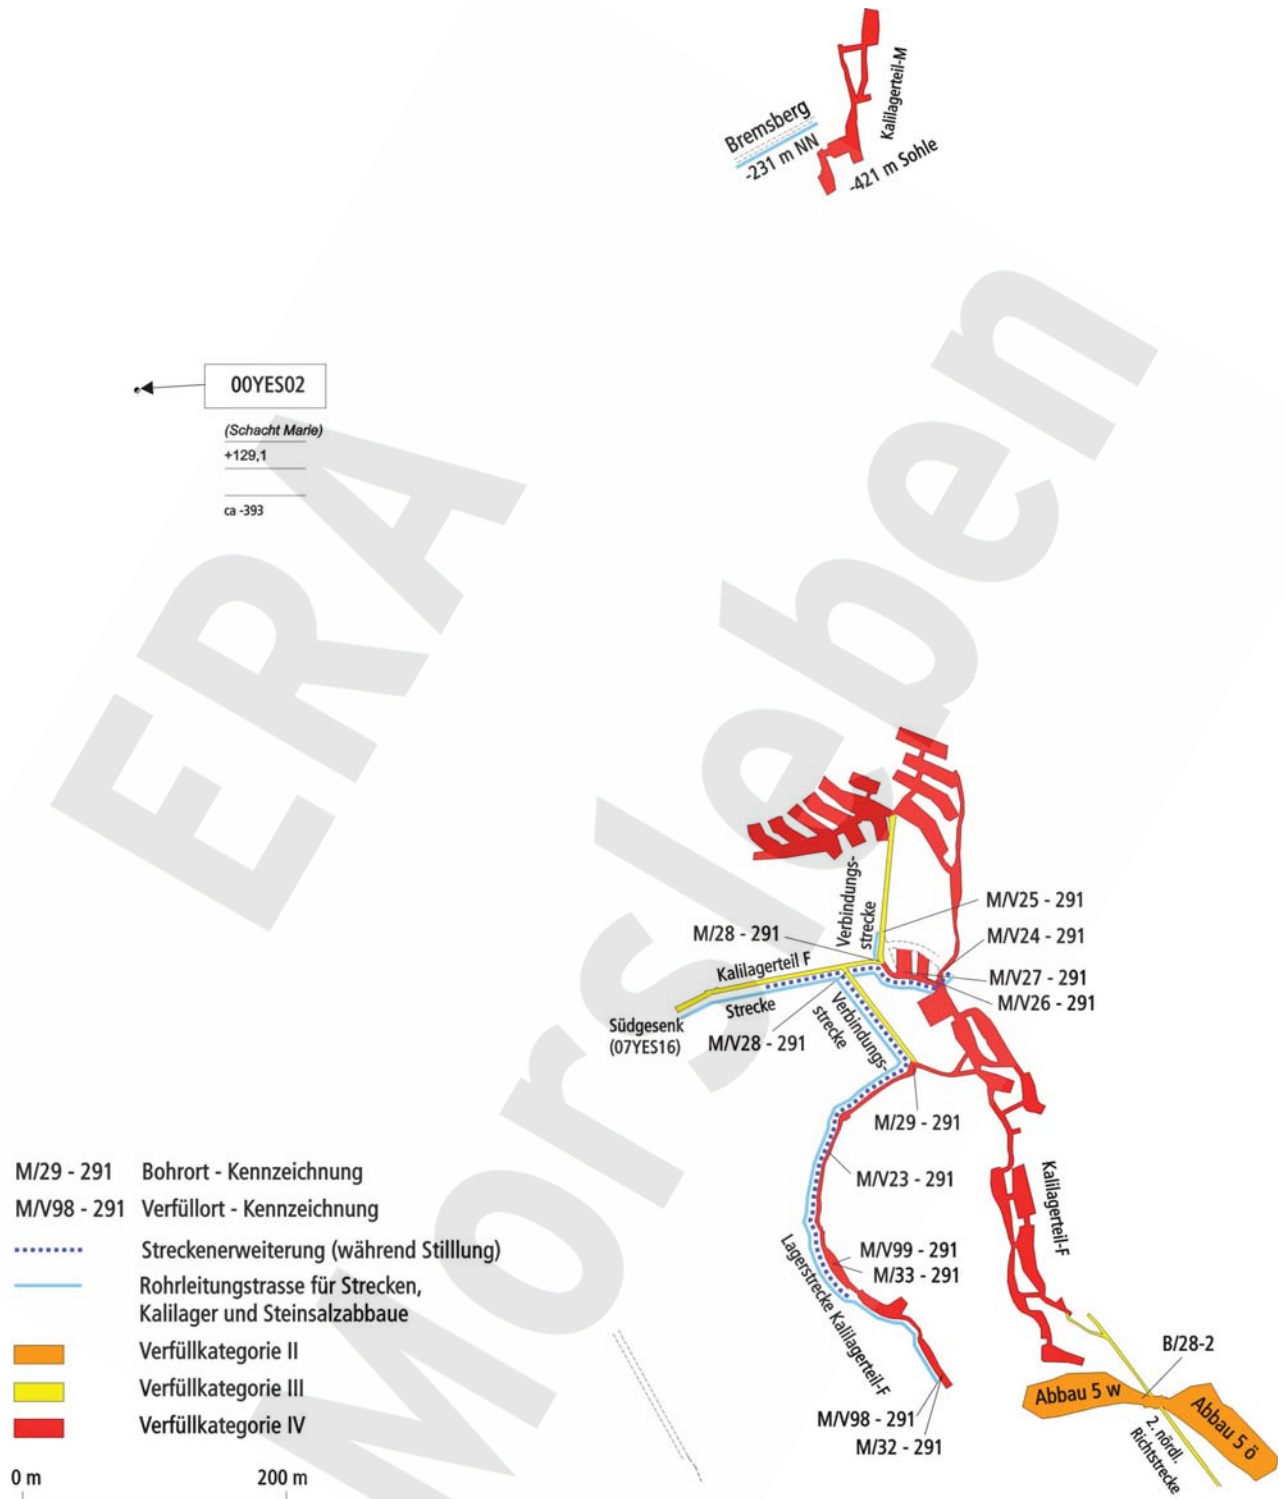 Kalilagerteil-M
Bremsberg
-231 m NN
-421 m Sohle
00YES02
(Schacht Marie)
+129,1
ca -393
ERA
Morsleben
Verbindungs-
strecke
M/V25 - 291
M/28 - 291
M/V24 - 291
Kalilagerteil F
Strecke
M/V27 - 291
M/V26 - 291
Südgesenk
(07YES16)
M/V28 - 291
Verbindungs-
strecke
M/29 - 291
M/V23 - 291
Kalilagerteil-F
M/V99 - 291
M/33 - 291
Lagerstrecke Kalilagerteil-F
M/V98 - 291
M/32 - 291
B/28-2
Abbau 5 w
Abbau 5 ö
2. nördl.
Richtstrecke
M/29 - 291 Bohrort - Kennzeichnung
M/V98 - 291 Verfüllort - Kennzeichnung
Streckenerweiterung (während Stilllung)
Rohrleitungstrasse für Strecken,
Kalilager und Steinsalzabbaue
Verfüllkategorie II
Verfüllkategorie III
Verfüllkategorie IV
0 m 200 m